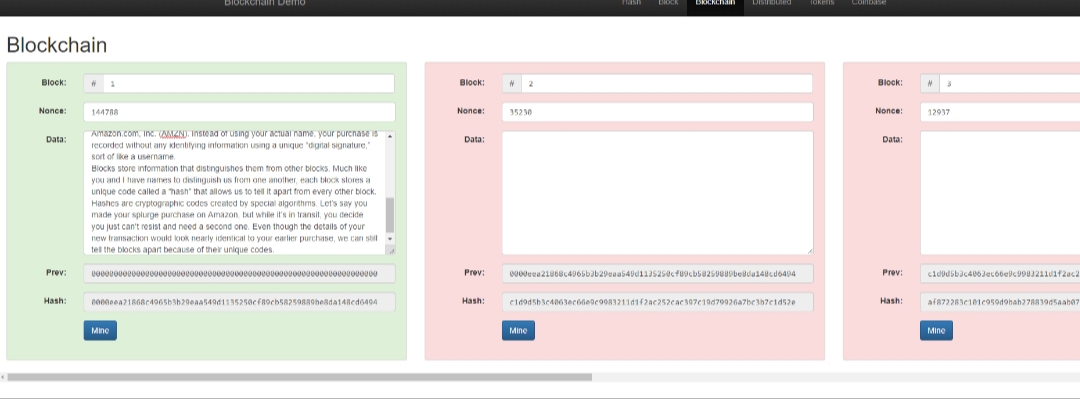 Blockchain Demo
Hash Block Blockchain Distributed Tokens Coinbase
Blockchain
Block: # 1
Nonce: 144788
Data:
Amazon.com, Inc. (AMZN). Instead of using your actual name, your purchase is
recorded without any identifying information using a unique "digital signature,"
sort of like a username.
Blocks store information that distinguishes them from other blocks. Much like
you and I have names to distinguish us from one another, each block stores a
unique code called a "hash" that allows us to tell it apart from every other block.
Hashes are cryptographic codes created by special algorithms. Let's say you
made your splurge purchase on Amazon, but while it's in transit, you decide
you just can't resist and need a second one. Even though the details of your
new transaction would look nearly identical to your earlier purchase, we can still
tell the blocks apart because of their unique codes.
Prev: 0000000000000000000000000000000000000000000000000000000000000000
Hash: 0000eea21868c4965b3b29eaa549d1135250cf89cb58259889be8da148cd6494
Mine
Block: # 2
Nonce: 35230
Data:
Prev: 0000eea21868c4965b3b29eaa549d1135250cf89cb58259889be8da148cd6494
Hash: c1d9d5b3c4063ec66e9c9983211d1f2ac252cac397c19d79926a7bc3b7c1d52e
Mine
Block: # 3
Nonce: 12937
Data:
Prev: c1d9d5b3c4063ec66e9c9983211d1f2ac2
Hash: af872283c101c959d9bab278839d5aab07
Mine